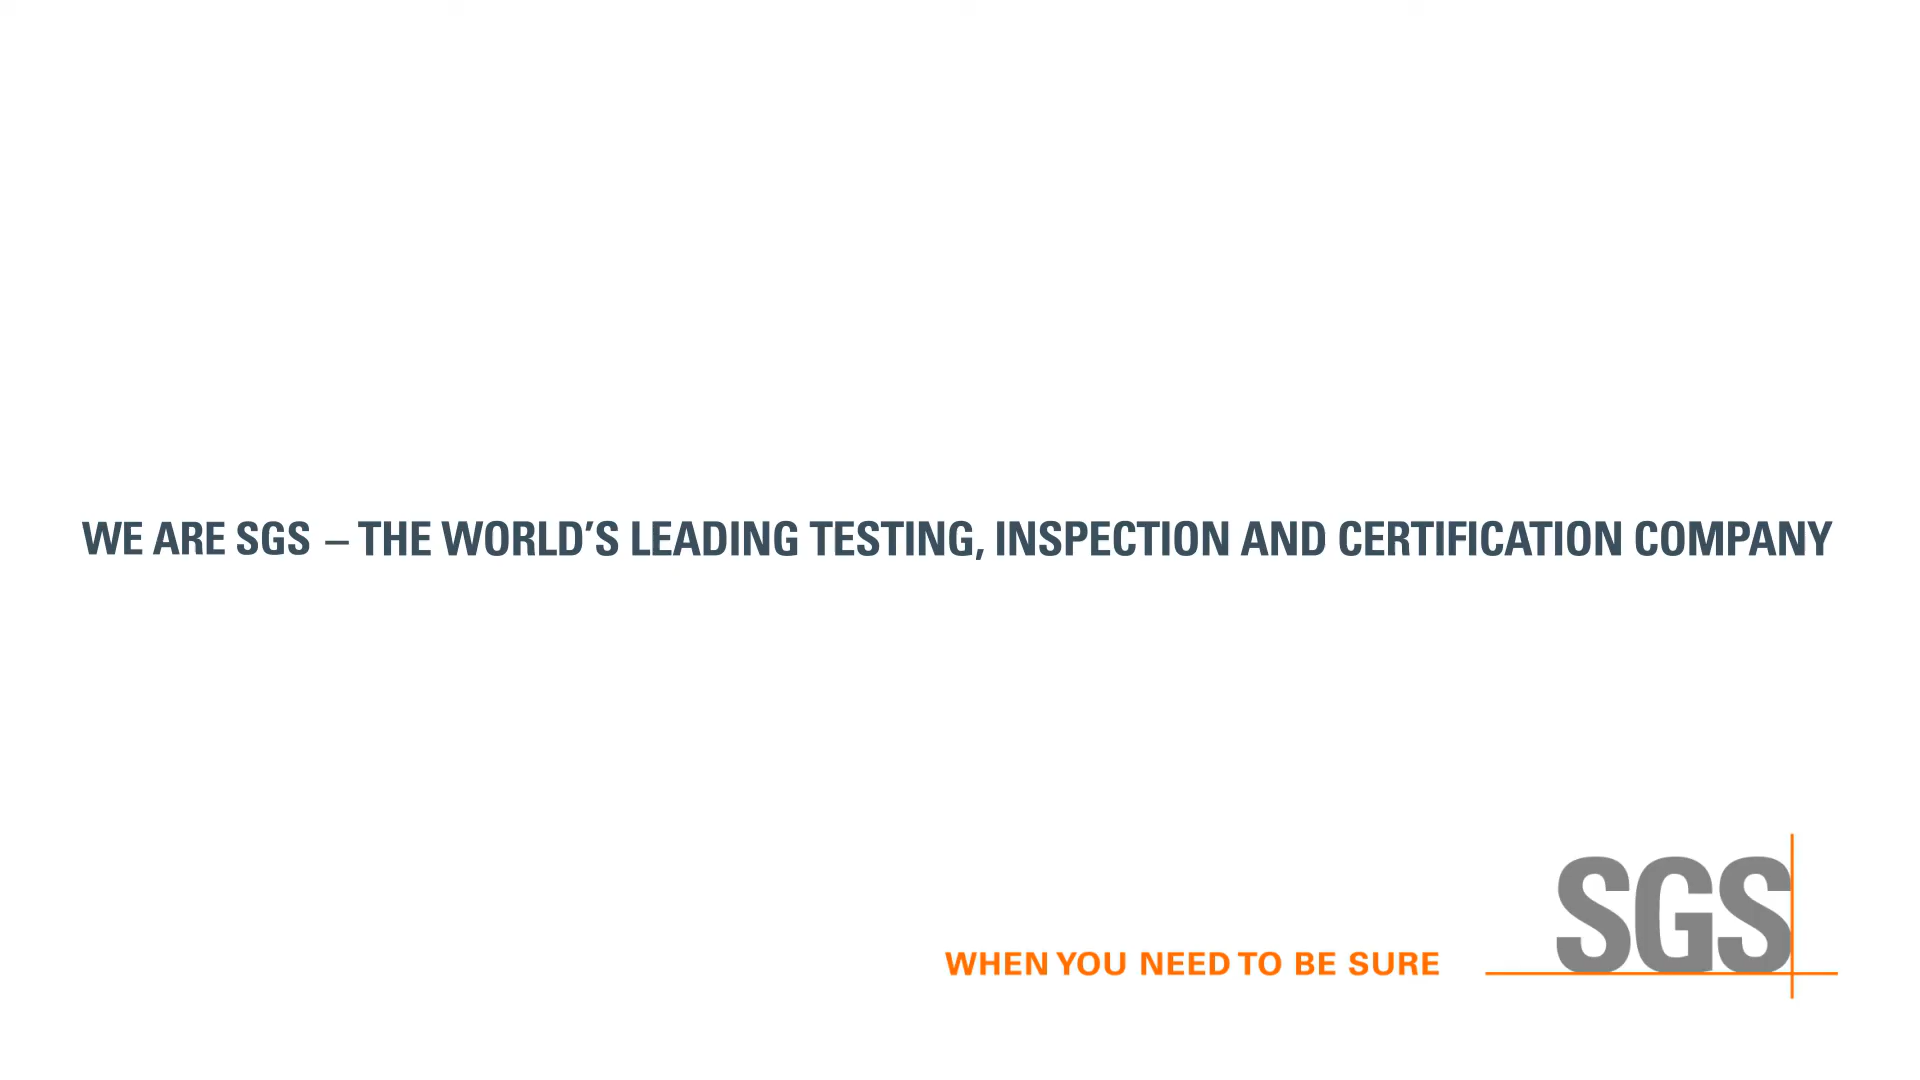 WE ARE SGS – THE WORLD’S LEADING TESTING, INSPECTION AND CERTIFICATION COMPANY
WHEN YOU NEED TO BE SURE
SGS